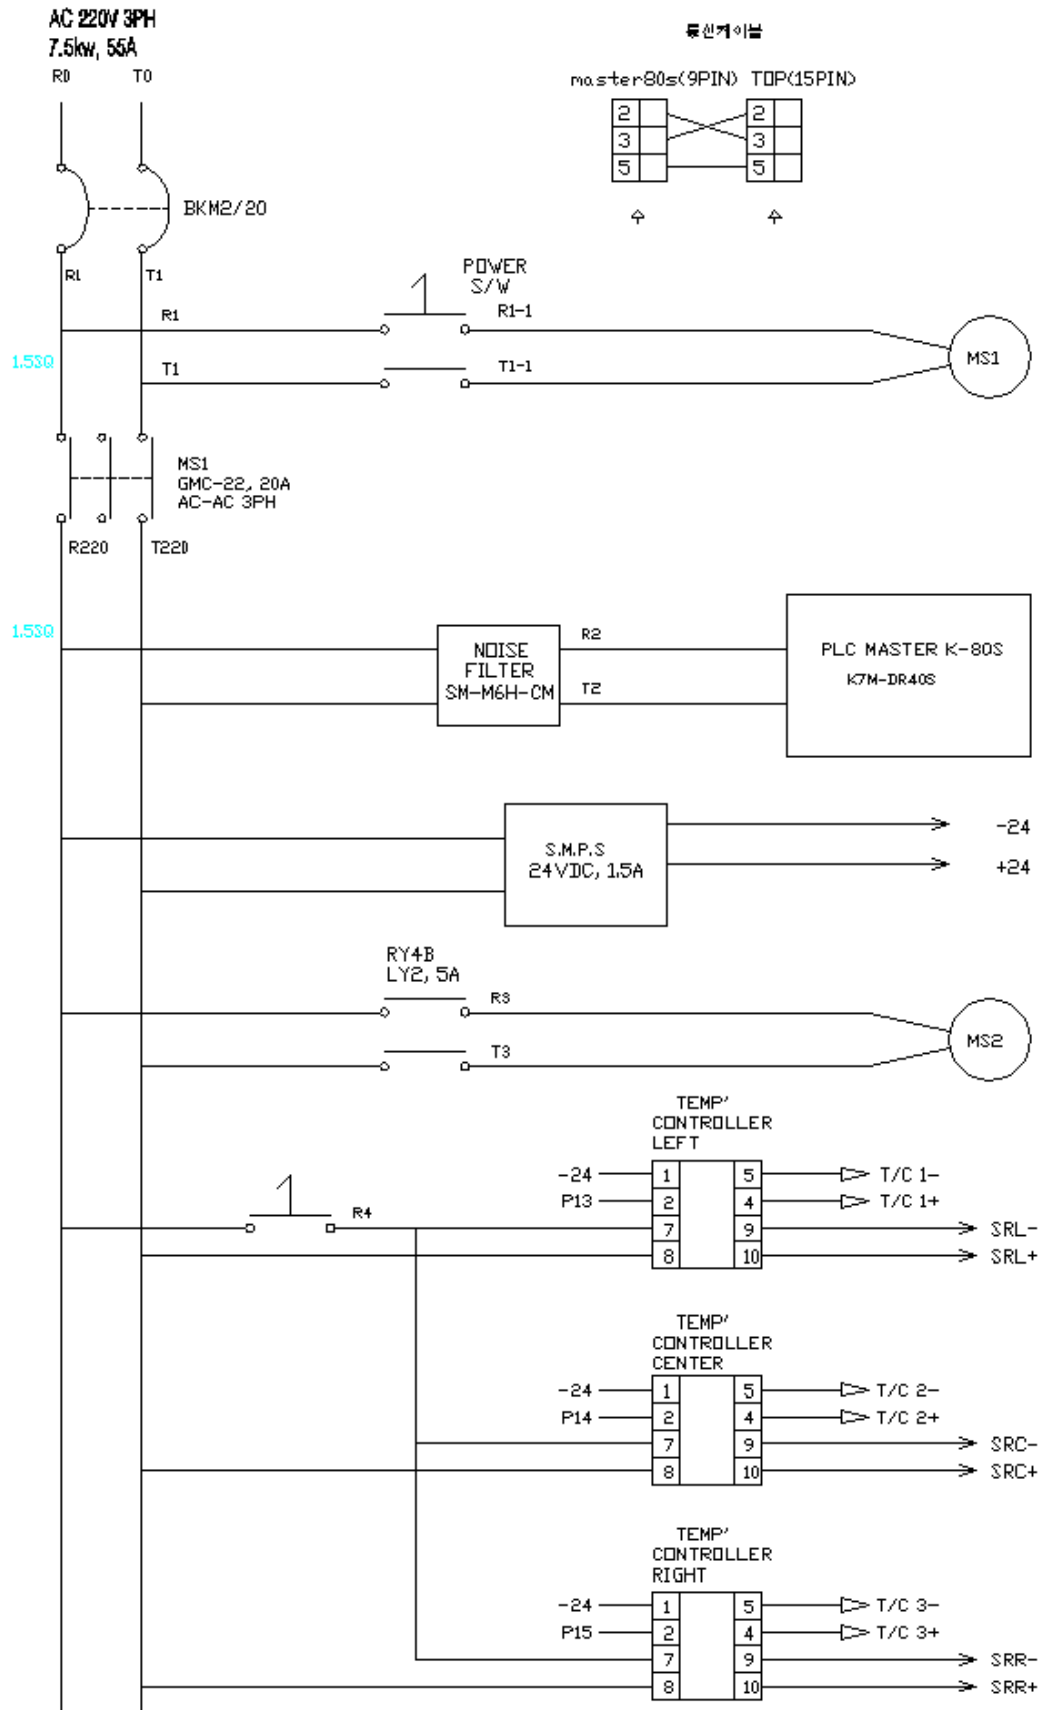 AC 220V 3PH
7.5kw, 55A
R0
T0
통신케이블
master80s(9PIN)
TOP(15PIN)
2
2
3
3
5
5
BKM2/20
R1
T1
POWER
S/W
R1
R1-1
1.5SQ
T1
T1-1
MS1
MS1
GMC-22, 20A
AC-AC 3PH
R220
T220
1.5SQ
NOISE
FILTER
SM-M6H-CM
R2
T2
PLC MASTER K-80S
K7M-DR40S
S.M.P.S
24VDC, 1.5A
-24
+24
RY4B
LY2, 5A
R3
T3
MS2
TEMP'
CONTROLLER
LEFT
-24
1
5
T/C 1-
P13
2
4
T/C 1+
R4
7
9
SRL-
8
10
SRL+
TEMP'
CONTROLLER
CENTER
-24
1
5
T/C 2-
P14
2
4
T/C 2+
7
9
SRC-
8
10
SRC+
TEMP'
CONTROLLER
RIGHT
-24
1
5
T/C 3-
P15
2
4
T/C 3+
7
9
SRR-
8
10
SRR+